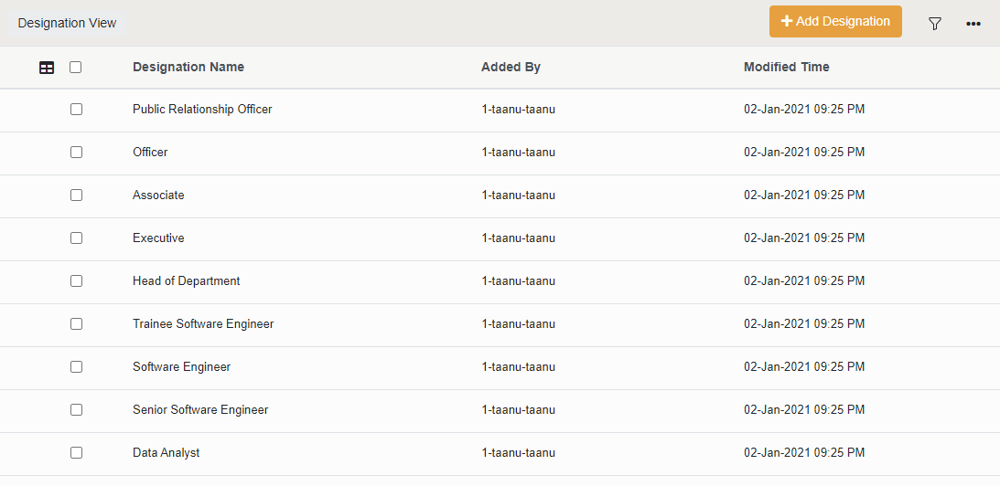 Designation View
Add Designation
Designation Name Added By Modified Time
Public Relationship Officer 1-taanu-taanu 02-Jan-2021 09:25 PM
Officer 1-taanu-taanu 02-Jan-2021 09:25 PM
Associate 1-taanu-taanu 02-Jan-2021 09:25 PM
Executive 1-taanu-taanu 02-Jan-2021 09:25 PM
Head of Department 1-taanu-taanu 02-Jan-2021 09:25 PM
Trainee Software Engineer 1-taanu-taanu 02-Jan-2021 09:25 PM
Software Engineer 1-taanu-taanu 02-Jan-2021 09:25 PM
Senior Software Engineer 1-taanu-taanu 02-Jan-2021 09:25 PM
Data Analyst 1-taanu-taanu 02-Jan-2021 09:25 PM